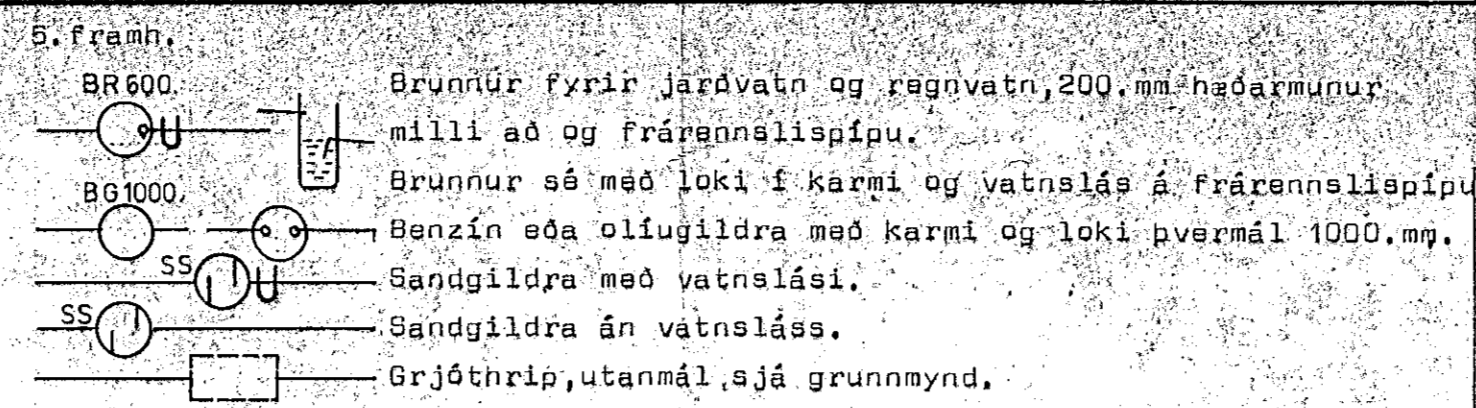 5.framh.
BR600. Brunnur fyrir jarðvatn og regnvatn,200.mm hæðarmunur
milli að og frárennslispípu.
Brunnur sé með loki í karmi og vatnslás á frárennslispípu
BG1000. Benzín eða olíugildra með karmi og loki þvermál 1000.mm.
SS Sandgildra með vatnslási.
SS Sandgildra án vatnsláss.
Grjóthrip,utanmál sjá grunnmynd.